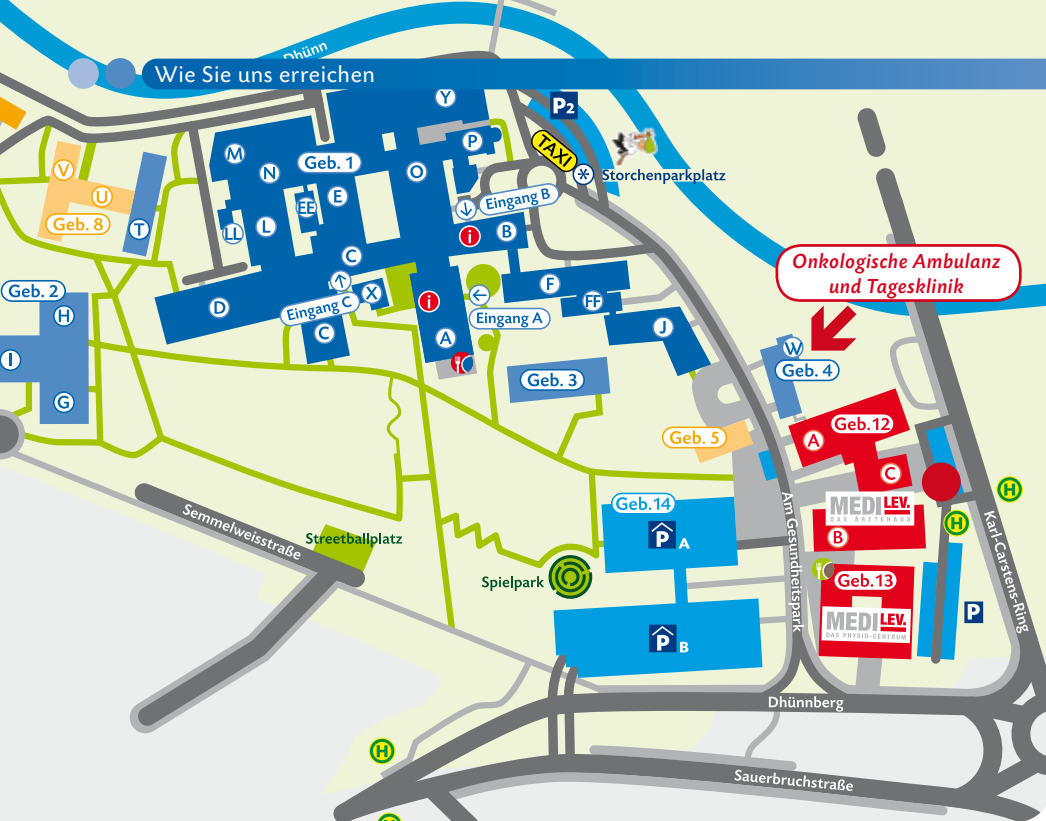 Dhünn
Wie Sie uns erreichen
Y
P2
M
N
Geb. 1
O
P
TAXI
*
Storchenparkplatz
V
U
Geb. 8
T
E
EE
L
LL
Eingang B
i
B
C
Onkologische Ambulanz
und Tagesklinik
Geb. 2
H
D
Eingang C
X
i
F
FF
Eingang A
C
A
J
W
Geb. 4
I
G
Geb. 3
Geb. 5
Geb.12
A
C
Geb.14
P
A
MEDILEV.
DAS ÄRZTEHAUS
H
H
B
Semmelweisstraße
Streetballplatz
Spielpark
Am Gesundheitspark
Karl-Carstens-Ring
Geb.13
P
P
B
MEDILEV.
DAS PHYSIO-CENTRUM
Dhünnberg
H
Sauerbruchstraße
H